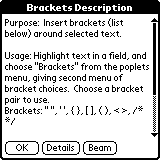 Brackets Description
Purpose: Insert brackets (list
below) around selected text.
Usage: Highlight text in a field, and
choose "Brackets" from the poplets
menu, giving second menu of
bracket choices. Choose a bracket
pair to use.
Brackets: " ", ' ', { }, [ ], ( ), < >, /*
*/
OK Details Beam